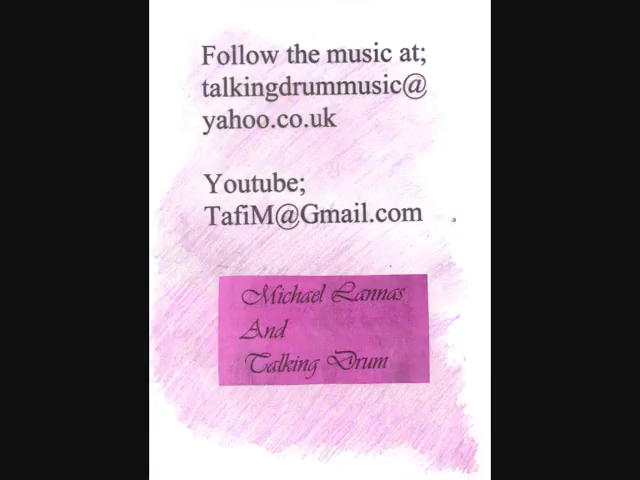 Follow the music at;
talkingdrummusic@
yahoo.co.uk
Youtube;
TafiM@Gmail.com
Michael Lannas
And
Talking Drum